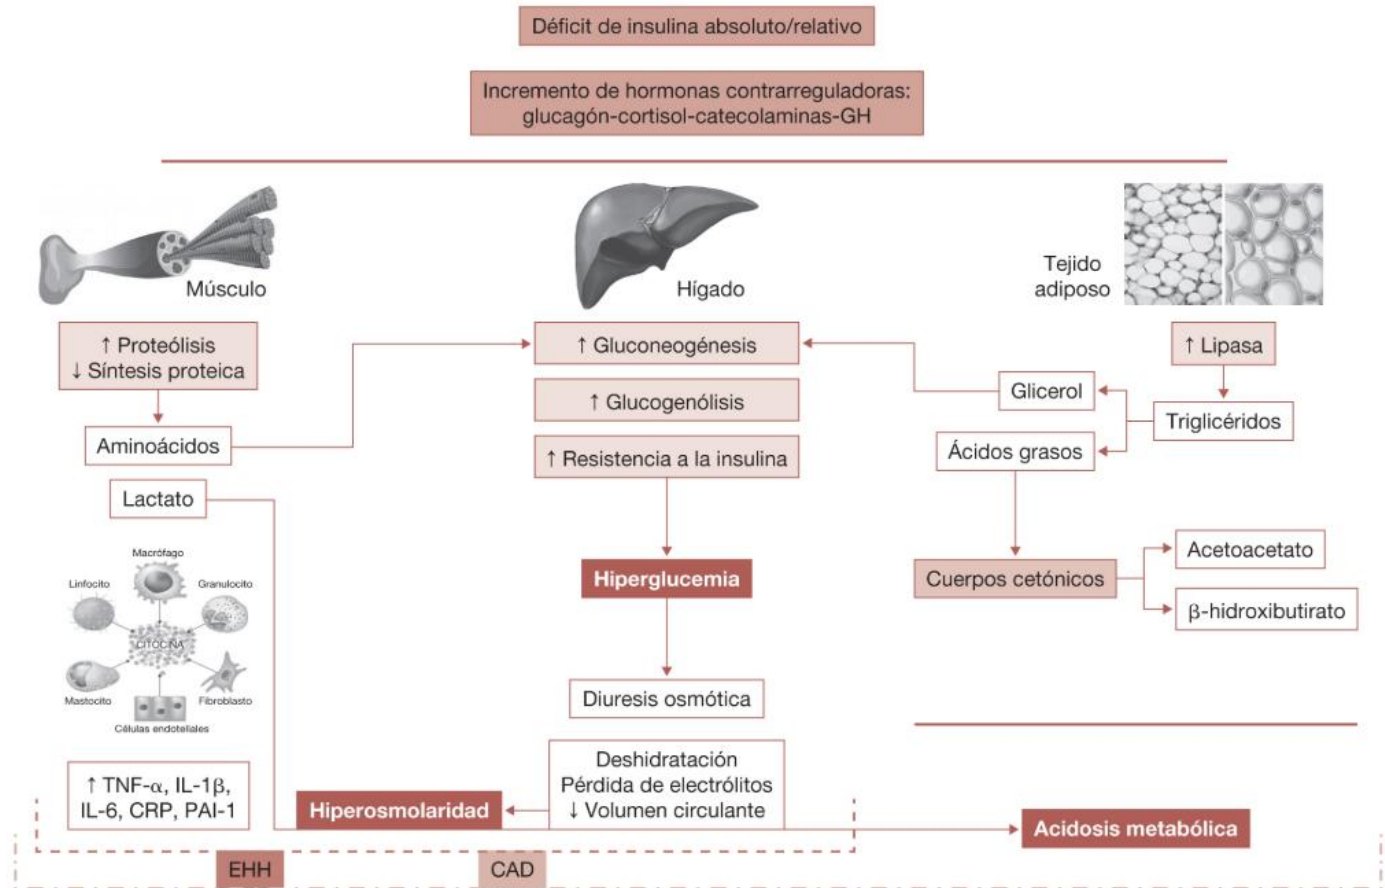 Déficit de insulina absoluto/relativo
Incremento de hormonas contrarreguladoras:
glucagón-cortisol-catecolaminas-GH
Músculo
Hígado
Tejido
adiposo
↑ Proteólisis
↓ Síntesis proteica
↑ Gluconeogénesis
↑ Lipasa
Glicerol
↑ Glucogenólisis
Triglicéridos
Aminoácidos
↑ Resistencia a la insulina
Ácidos grasos
Lactato
Macrófago
Linfocito
Granulocito
CITOCINA
Mastocito
Fibroblasto
Células endoteliales
Hiperglucemia
Cuerpos cetónicos
Acetoacetato
β-hidroxibutirato
Diuresis osmótica
↑ TNF-α, IL-1β,
IL-6, CRP, PAI-1
Hiperosmolaridad
Deshidratación
Pérdida de electrólitos
↓ Volumen circulante
Acidosis metabólica
EHH
CAD